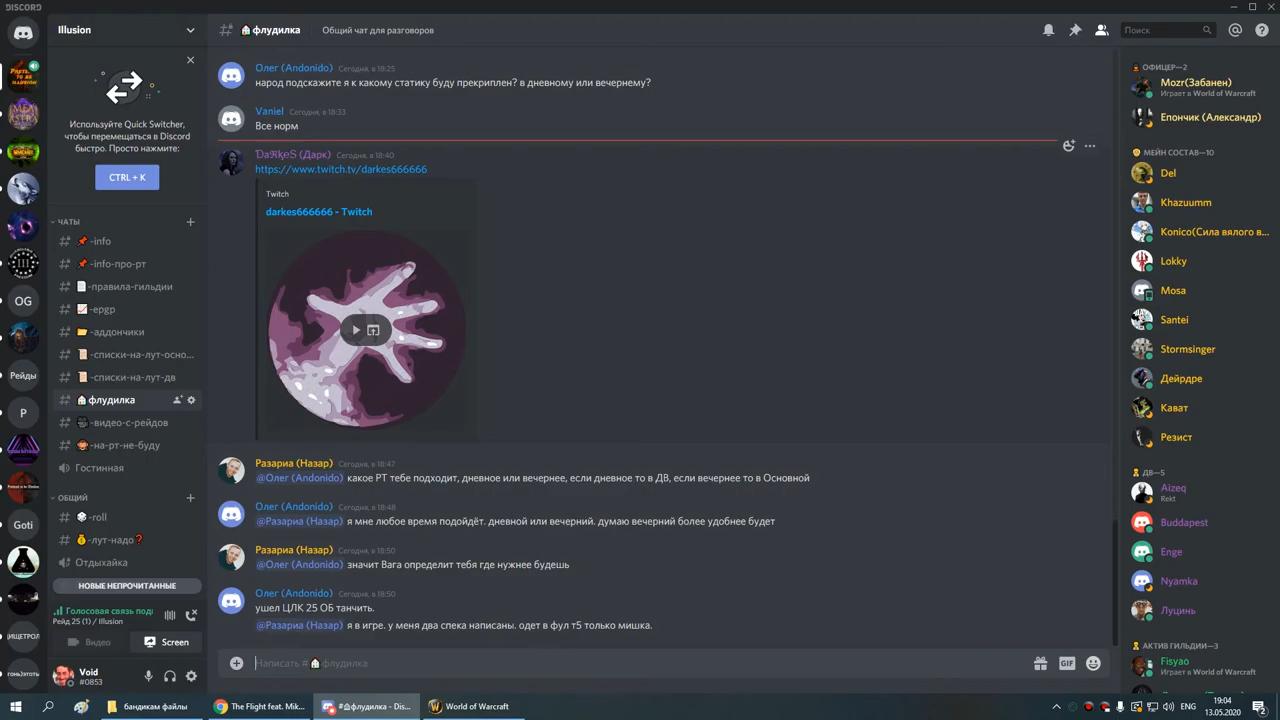 DISCORD
Illusion
флудилка
Общий чат для разговоров
Поиск
Используйте Quick Switcher,
чтобы перемещаться в Discord
быстро. Просто нажмите:
CTRL + K
ЧАТЫ
-info
-info-про-рт
-правила-гильдии
-epgp
-аддончики
-списки-на-лут-осно...
-списки-на-лут-дв
флудилка
-видео-с-рейдов
-на-рт-не-буду
Гостинная
ОБЩИЙ
-roll
-лут-надо❓
Отдыхайка
НОВЫЕ НЕПРОЧИТАННЫЕ
Голосовая связь под
Рейд 25 (1) / Illusion
Видео
Screen
Void
#0853
OG
Рейды
P
Goti
Олег (Andonido) Сегодня, в 18:25
народ подскажите я к какому статику буду прекриплен? в дневному или вечернему?
Vaniel Сегодня, в 18:33
Все норм
(Дарк) Сегодня, в 18:40
https://www.twitch.tv/darkes666666
Twitch
darkes666666 - Twitch
Разариа (Назар) Сегодня, в 18:47
@Олег (Andonido) какое РТ тебе подходит, дневное или вечернее, если дневное то в ДВ, если вечернее то в Основной
Олег (Andonido) Сегодня, в 18:48
@Разариа (Назар) я мне любое время подойдёт. дневной или вечерний. думаю вечерний более удобнее будет
Разариа (Назар) Сегодня, в 18:50
@Олег (Andonido) значит Вага определит тебя где нужнее будешь
Олег (Andonido) Сегодня, в 18:50
ушел ЦЛК 25 ОБ танчить.
@Разариа (Назар) я в игре. у меня два спека написаны. одет в фул т5 только мишка.
Написать #флудилка
GIF
ОФИЦЕР—2
Mozr(Забанен)
Играет в World of Warcraft
Епончик (Александр)
МЕЙН СОСТАВ—10
Del
Khazuumm
Konico(Сила вялого в...
Lokky
Mosa
Santei
Stormsinger
Дейрдре
Кават
Резист
ДВ—5
Aizeq
Rekt
Buddapest
Enge
Nyamka
Луцинь
АКТИВ ГИЛЬДИИ—3
Fisyao
Играет в World of Warcraft
бандикам файлы
The Flight feat. Mik...
#флудилка - Dis...
World of Warcraft
19:04
13.05.2020